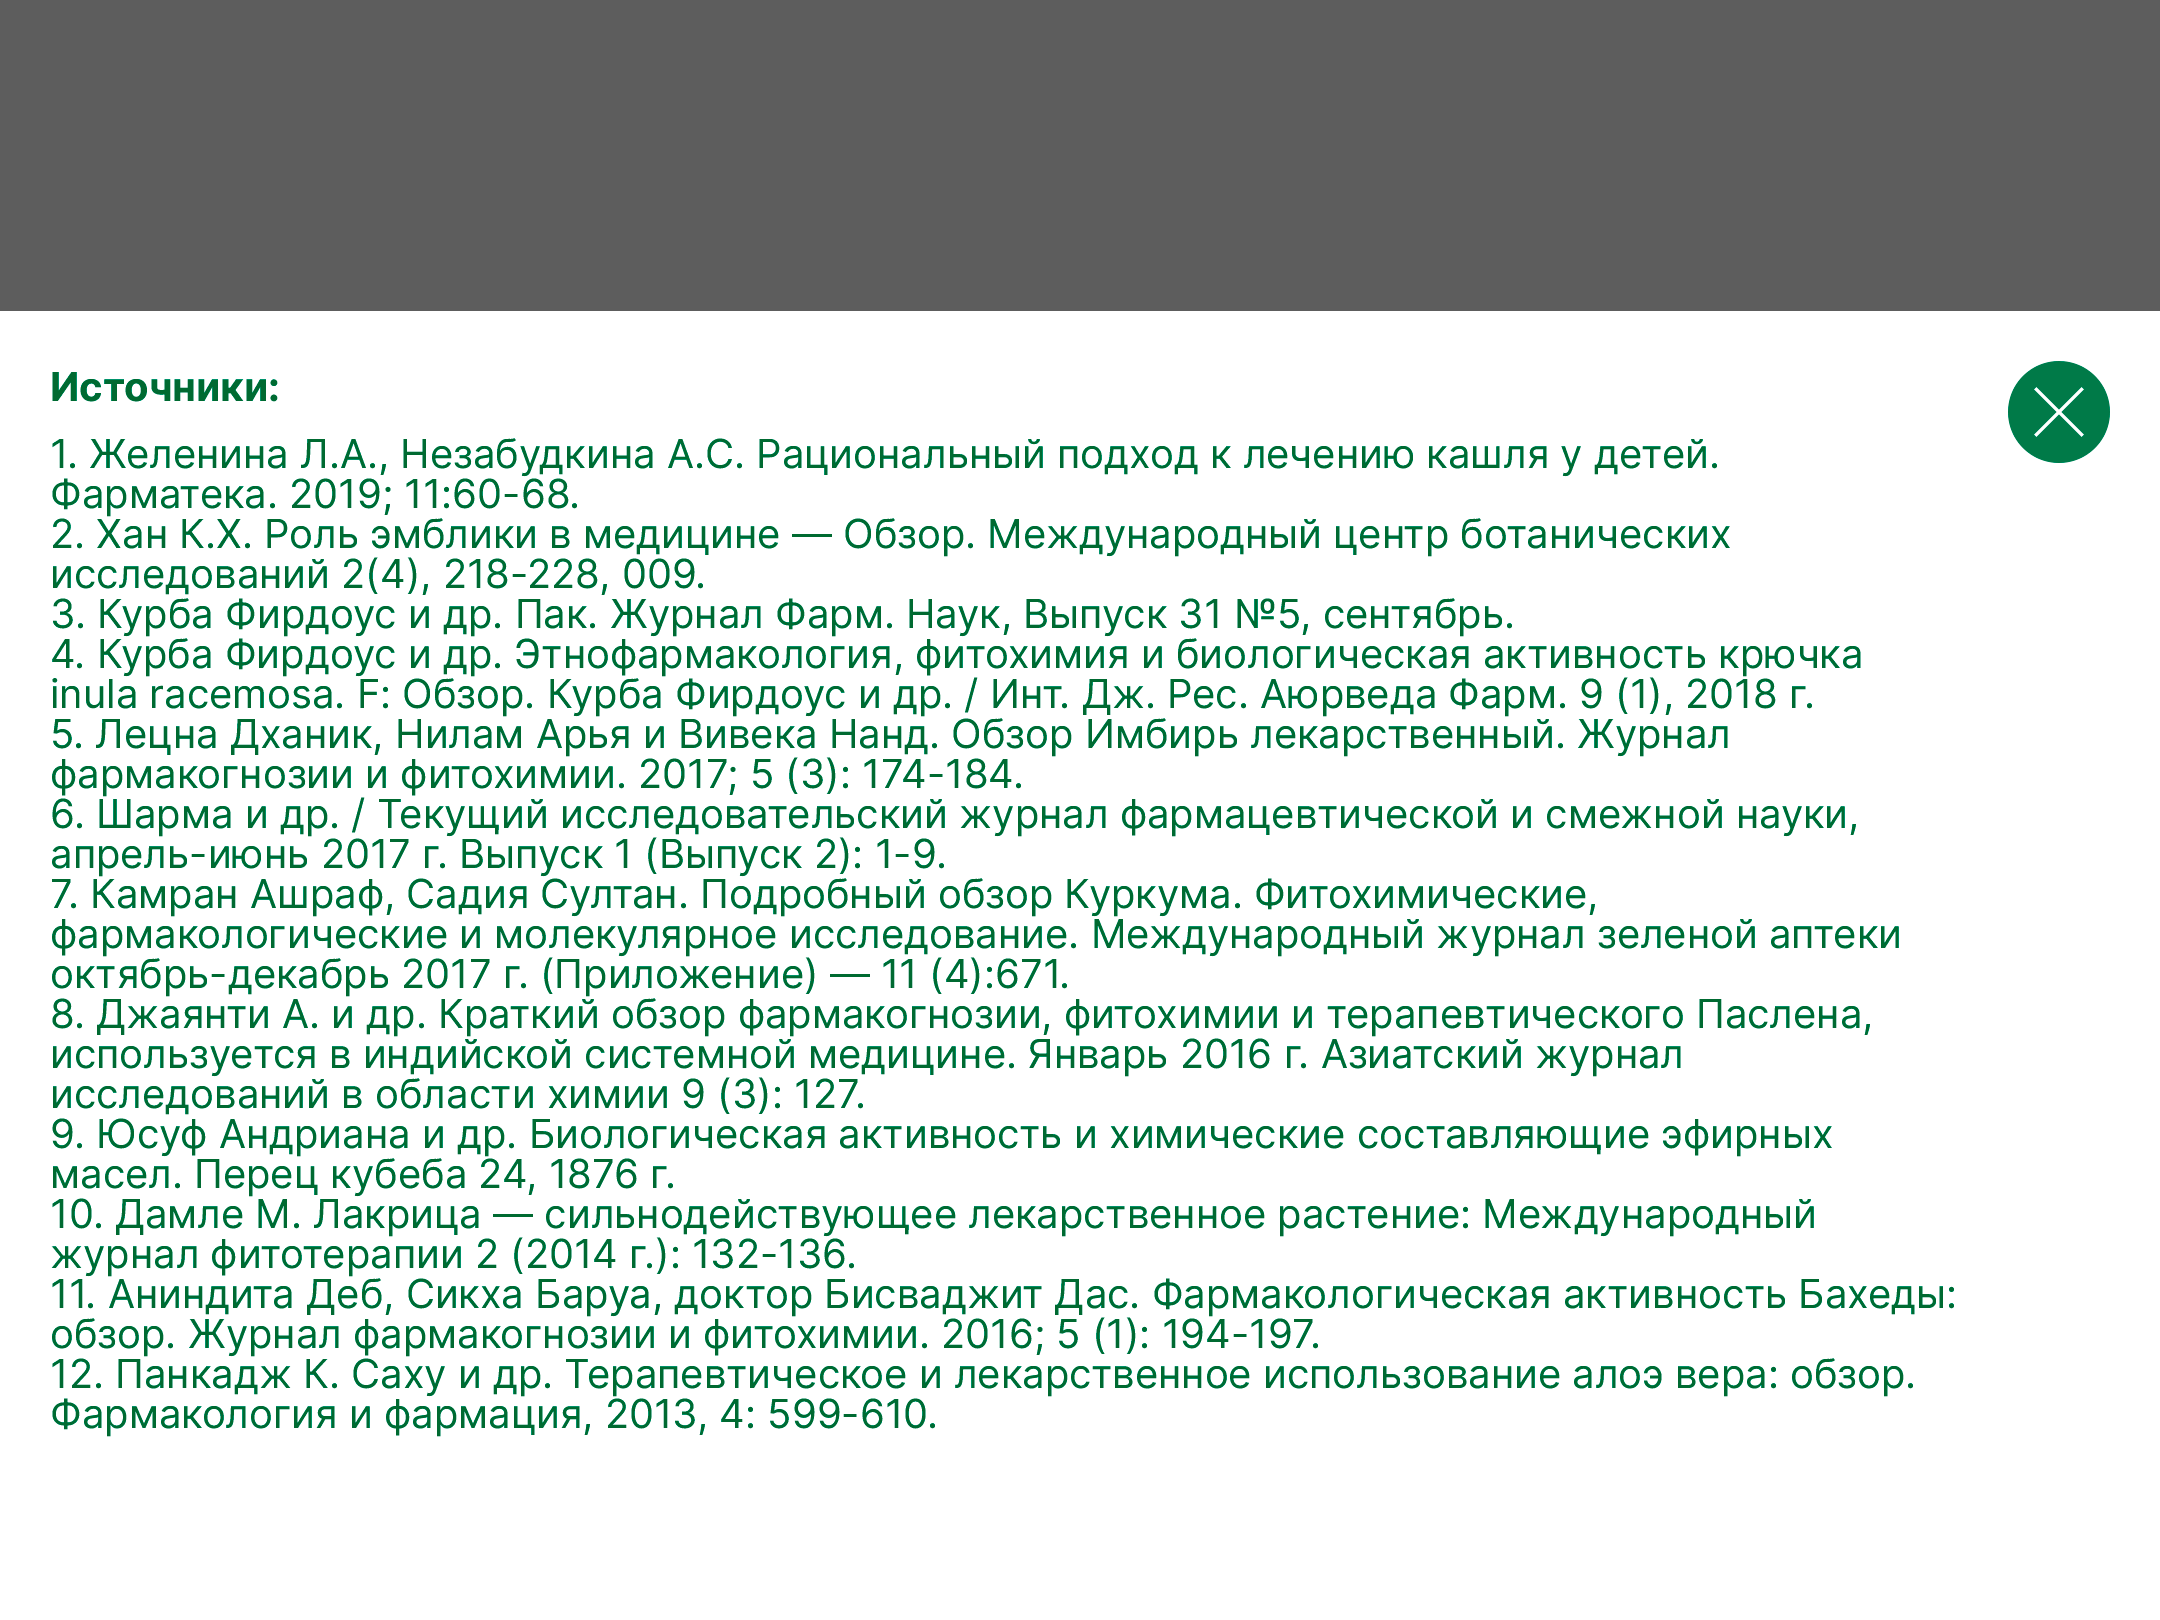 Источники:
1. Желенина Л.А., Незабудкина А.С. Рациональный подход к лечению кашля у детей.
Фарматека. 2019; 11:60-68.
2. Хан К.Х. Роль эмблики в медицине — Обзор. Международный центр ботанических
исследований 2(4), 218-228, 009.
3. Курба Фирдоус и др. Пак. Журнал Фарм. Наук, Выпуск 31 №5, сентябрь.
4. Курба Фирдоус и др. Этнофармакология, фитохимия и биологическая активность крючка
inula racemosa. F: Обзор. Курба Фирдоус и др. / Инт. Дж. Рес. Аюрведа Фарм. 9 (1), 2018 г.
5. Лецна Дханик, Нилам Арья и Вивека Нанд. Обзор Имбирь лекарственный. Журнал
фармакогнозии и фитохимии. 2017; 5 (3): 174-184.
6. Шарма и др. / Текущий исследовательский журнал фармацевтической и смежной науки,
апрель-июнь 2017 г. Выпуск 1 (Выпуск 2): 1-9.
7. Камран Ашраф, Садия Султан. Подробный обзор Куркума. Фитохимические,
фармакологические и молекулярное исследование. Международный журнал зеленой аптеки
октябрь-декабрь 2017 г. (Приложение) — 11 (4):671.
8. Джаянти А. и др. Краткий обзор фармакогнозии, фитохимии и терапевтического Паслена,
используется в индийской системной медицине. Январь 2016 г. Азиатский журнал
исследований в области химии 9 (3): 127.
9. Юсуф Андриана и др. Биологическая активность и химические составляющие эфирных
масел. Перец кубеба 24, 1876 г.
10. Дамле М. Лакрица — сильнодействующее лекарственное растение: Международный
журнал фитотерапии 2 (2014 г.): 132-136.
11. Аниндита Деб, Сикха Баруа, доктор Бисваджит Дас. Фармакологическая активность Бахеды:
обзор. Журнал фармакогнозии и фитохимии. 2016; 5 (1): 194-197.
12. Панкадж К. Саху и др. Терапевтическое и лекарственное использование алоэ вера: обзор.
Фармакология и фармация, 2013, 4: 599-610.